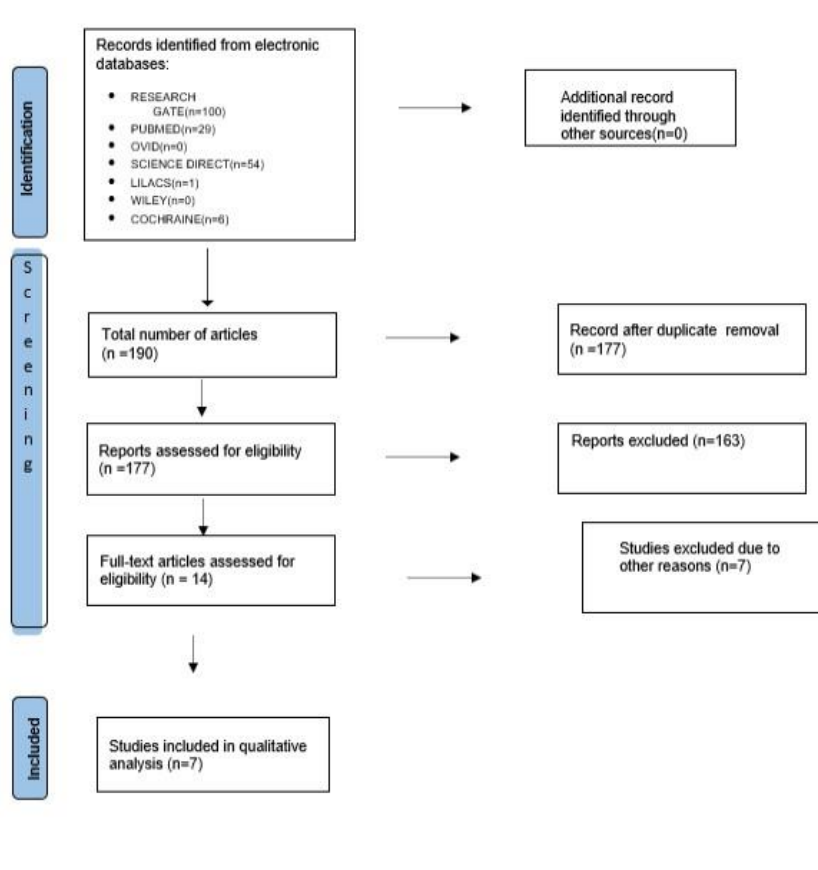 Identification
Records identified from electronic
databases:
• RESEARCH
GATE(n=100)
• PUBMED(n=29)
• OVID(n=0)
• SCIENCE DIRECT(n=54)
• LILACS(n=1)
• WILEY(n=0)
• COCHRAINE(n=6)
Additional record
identified through
other sources(n=0)
S
c
r
e
e
n
i
n
g
Total number of articles
(n =190)
Record after duplicate removal
(n =177)
Reports assessed for eligibility
(n =177)
Reports excluded (n=163)
Full-text articles assessed for
eligibility (n = 14)
Studies excluded due to
other reasons (n=7)
Included
Studies included in qualitative
analysis (n=7)